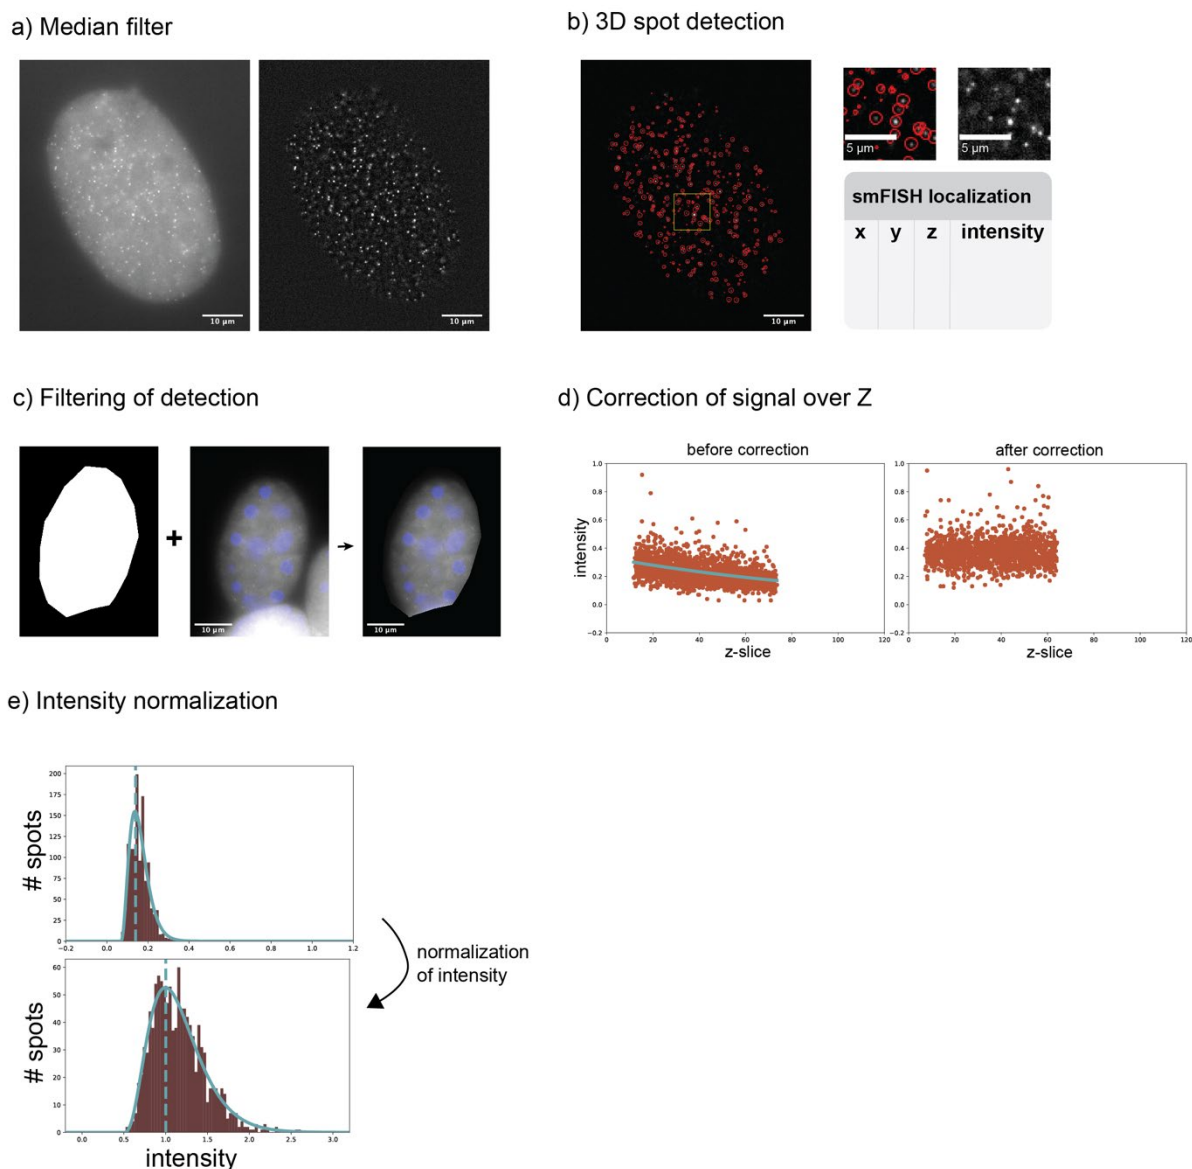 a) Median filter
10 µm
10 µm
b) 3D spot detection
10 µm
5 µm
5 µm
smFISH localization
x y z intensity
c) Filtering of detection
+
10 µm
10 µm
d) Correction of signal over Z
before correction
1.0
0.8
0.6
0.4
0.2
0.0
−0.2
intensity
0 20 40 60 80 100 120
z-slice
after correction
1.0
0.8
0.6
0.4
0.2
0.0
−0.2
0 20 40 60 80 100 120
z-slice
e) Intensity normalization
200
175
150
125
100
75
50
25
0
# spots
−0.2 0.0 0.2 0.4 0.6 0.8 1.0 1.2
normalization
of intensity
60
50
40
30
20
10
0
# spots
0.0 0.5 1.0 1.5 2.0 2.5 3.0
intensity